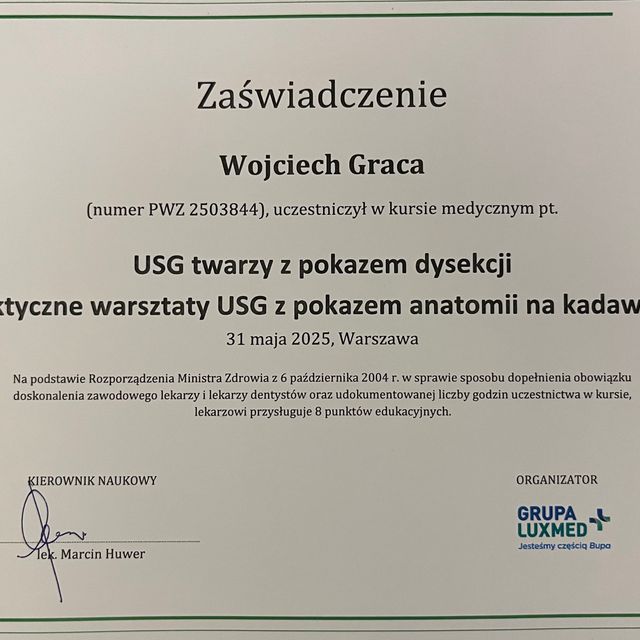 Zaświadczenie
Wojciech Graca
(numer PWZ 2503844), uczestniczył w kursie medycznym pt.
USG twarzy z pokazem dysekcji
ktyczne warsztaty USG z pokazem anatomii na kadaw
31 maja 2025, Warszawa
Na podstawie Rozporządzenia Ministra Zdrowia z 6 października 2004 r. w sprawie sposobu dopełnienia obowiązku
doskonalenia zawodowego lekarzy i lekarzy dentystów oraz udokumentowanej liczby godzin uczestnictwa w kursie,
lekarzowi przysługuje 8 punktów edukacyjnych.
KIEROWNIK NAUKOWY
lek. Marcin Huwer
ORGANIZATOR
GRUPA
LUXMED
Jesteśmy częścią Bupa